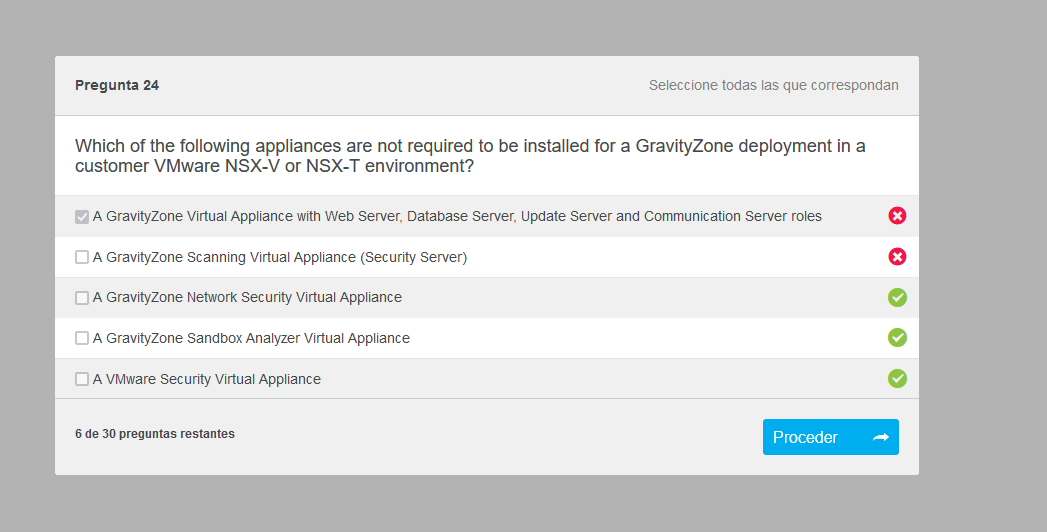 Pregunta 24
Seleccione todas las que correspondan
Which of the following appliances are not required to be installed for a GravityZone deployment in a
customer VMware NSX-V or NSX-T environment?
A GravityZone Virtual Appliance with Web Server, Database Server, Update Server and Communication Server roles
A GravityZone Scanning Virtual Appliance (Security Server)
A GravityZone Network Security Virtual Appliance
A GravityZone Sandbox Analyzer Virtual Appliance
A VMware Security Virtual Appliance
6 de 30 preguntas restantes
Proceder